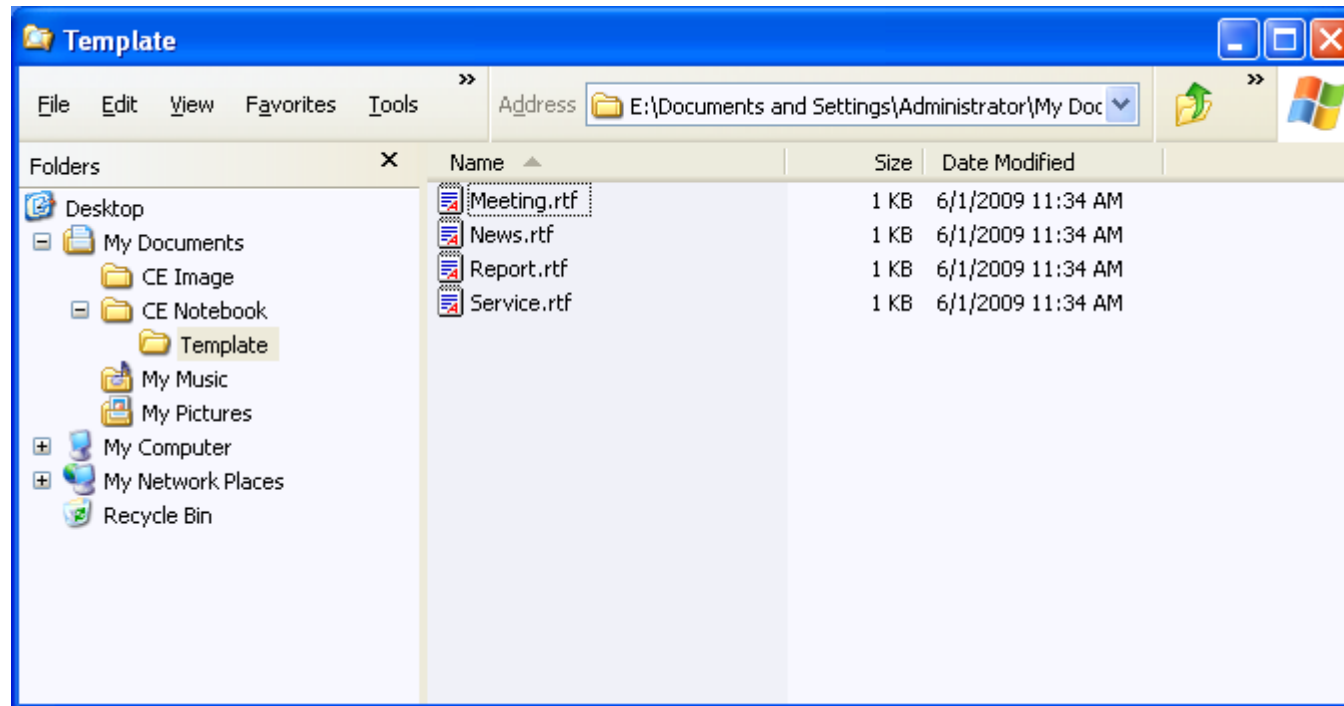 Template
File Edit View Favorites Tools » Address E:\Documents and Settings\Administrator\My Doc »
Folders X Name Size Date Modified
Desktop
My Documents
CE Image
CE Notebook
Template
My Music
My Pictures
My Computer
My Network Places
Recycle Bin
Meeting.rtf 1 KB 6/1/2009 11:34 AM
News.rtf 1 KB 6/1/2009 11:34 AM
Report.rtf 1 KB 6/1/2009 11:34 AM
Service.rtf 1 KB 6/1/2009 11:34 AM